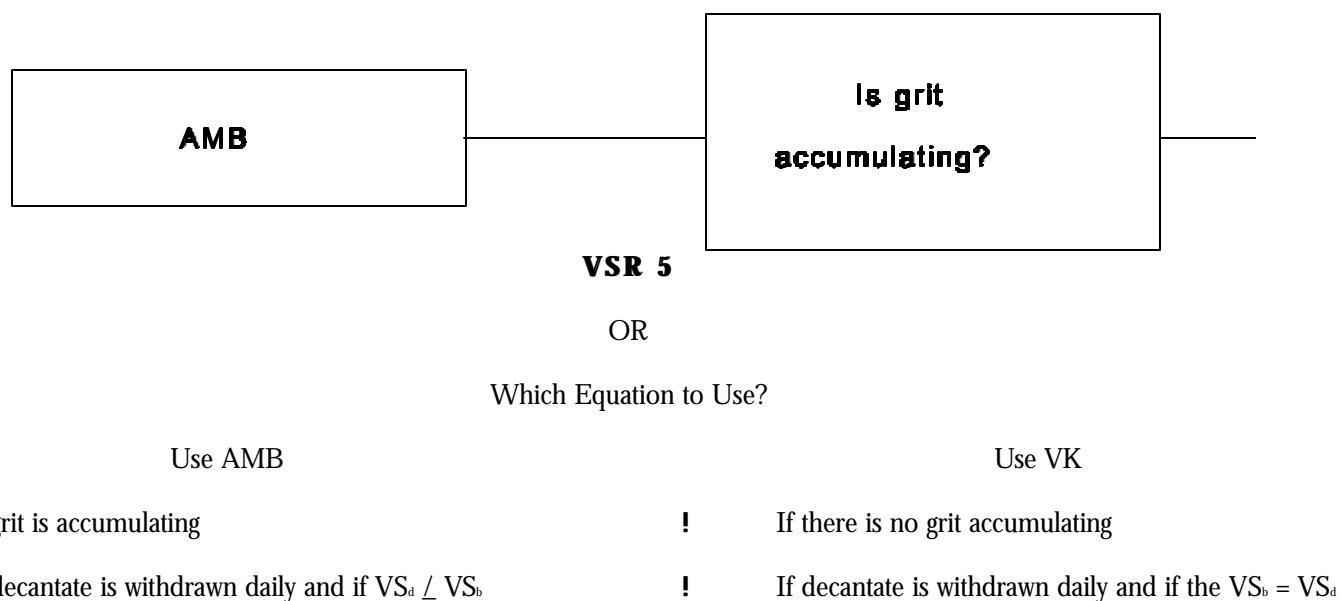 AMB
Is grit
accumulating?
VSR 5
OR
Which Equation to Use?
Use AMB
Use VK
grit is accumulating
! If there is no grit accumulating
decantate is withdrawn daily and if VSd / VSb
! If decantate is withdrawn daily and if the VSb = VSd